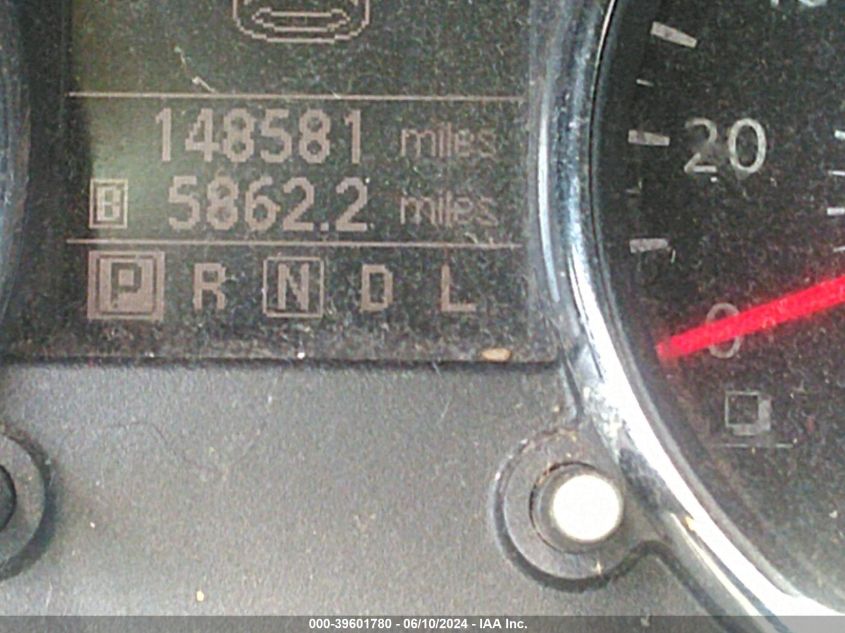 148581 miles
B 5862.2 miles
P R N D L
20
0
000-39601780 - 06/10/2024 - IAA Inc.